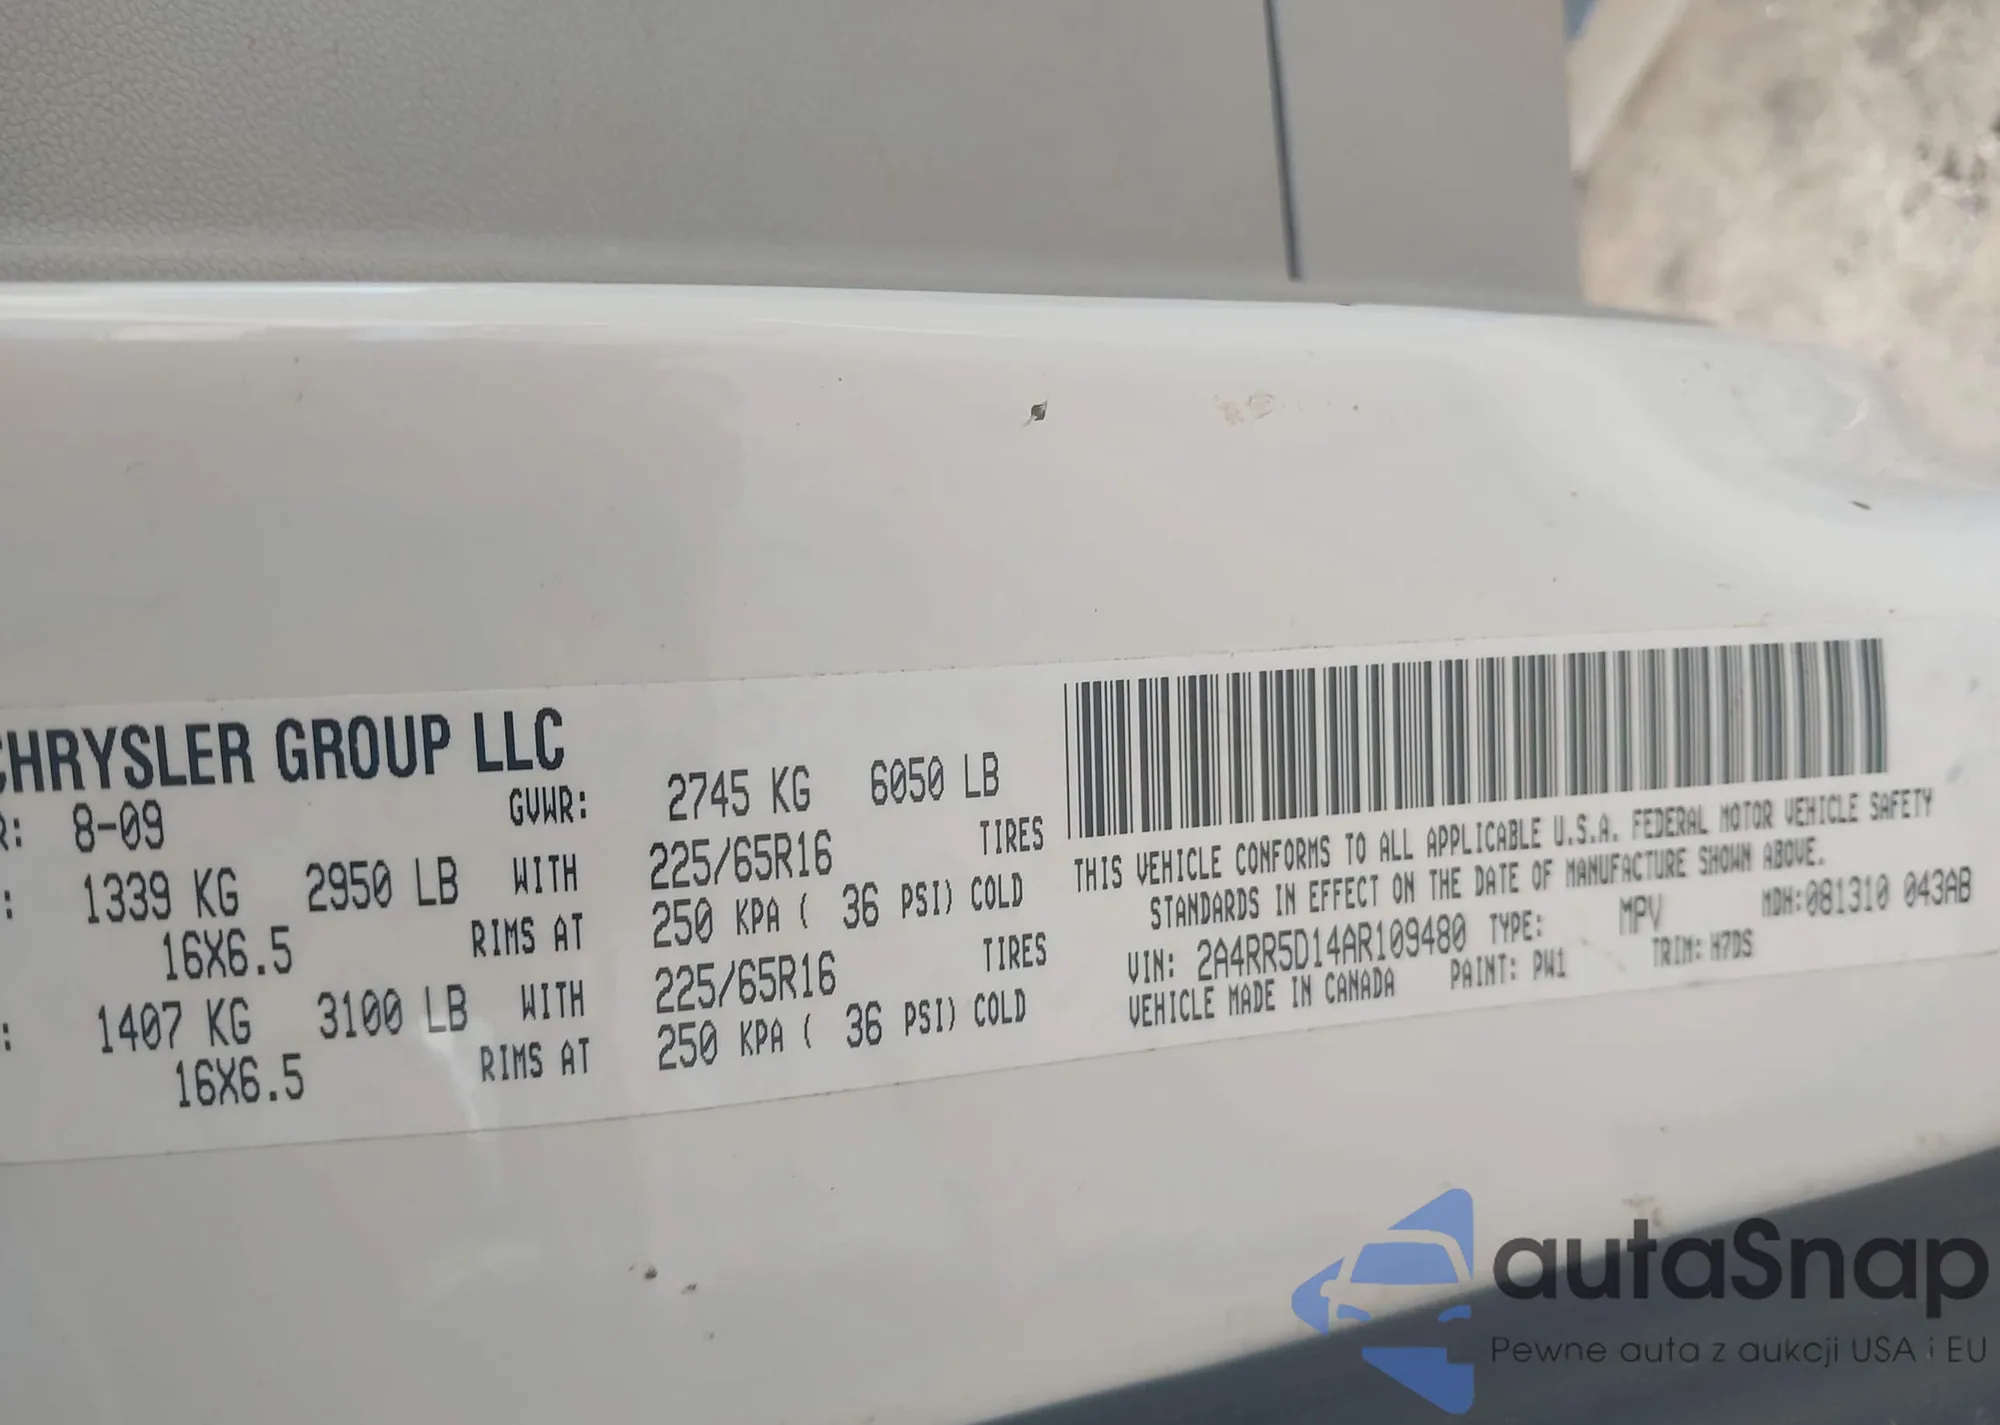 CHRYSLER GROUP LLC
R: 8-09 GVWR: 2745 KG 6050 LB
: 1339 KG 2950 LB WITH 225/65R16 TIRES
16X6.5 RIMS AT 250 KPA ( 36 PSI) COLD
: 1407 KG 3100 LB WITH 225/65R16 TIRES
16X6.5 RIMS AT 250 KPA ( 36 PSI) COLD
THIS VEHICLE CONFORMS TO ALL APPLICABLE U.S.A. FEDERAL MOTOR VEHICLE SAFETY
STANDARDS IN EFFECT ON THE DATE OF MANUFACTURE SHOWN ABOVE.
VIN: 2A4RR5D14AR109480 TYPE: MPV MDH:081310 043AB
VEHICLE MADE IN CANADA PAINT: PW1 TRIM: H7DS
autaSnap
Pewne auta z aukcji USA i EU